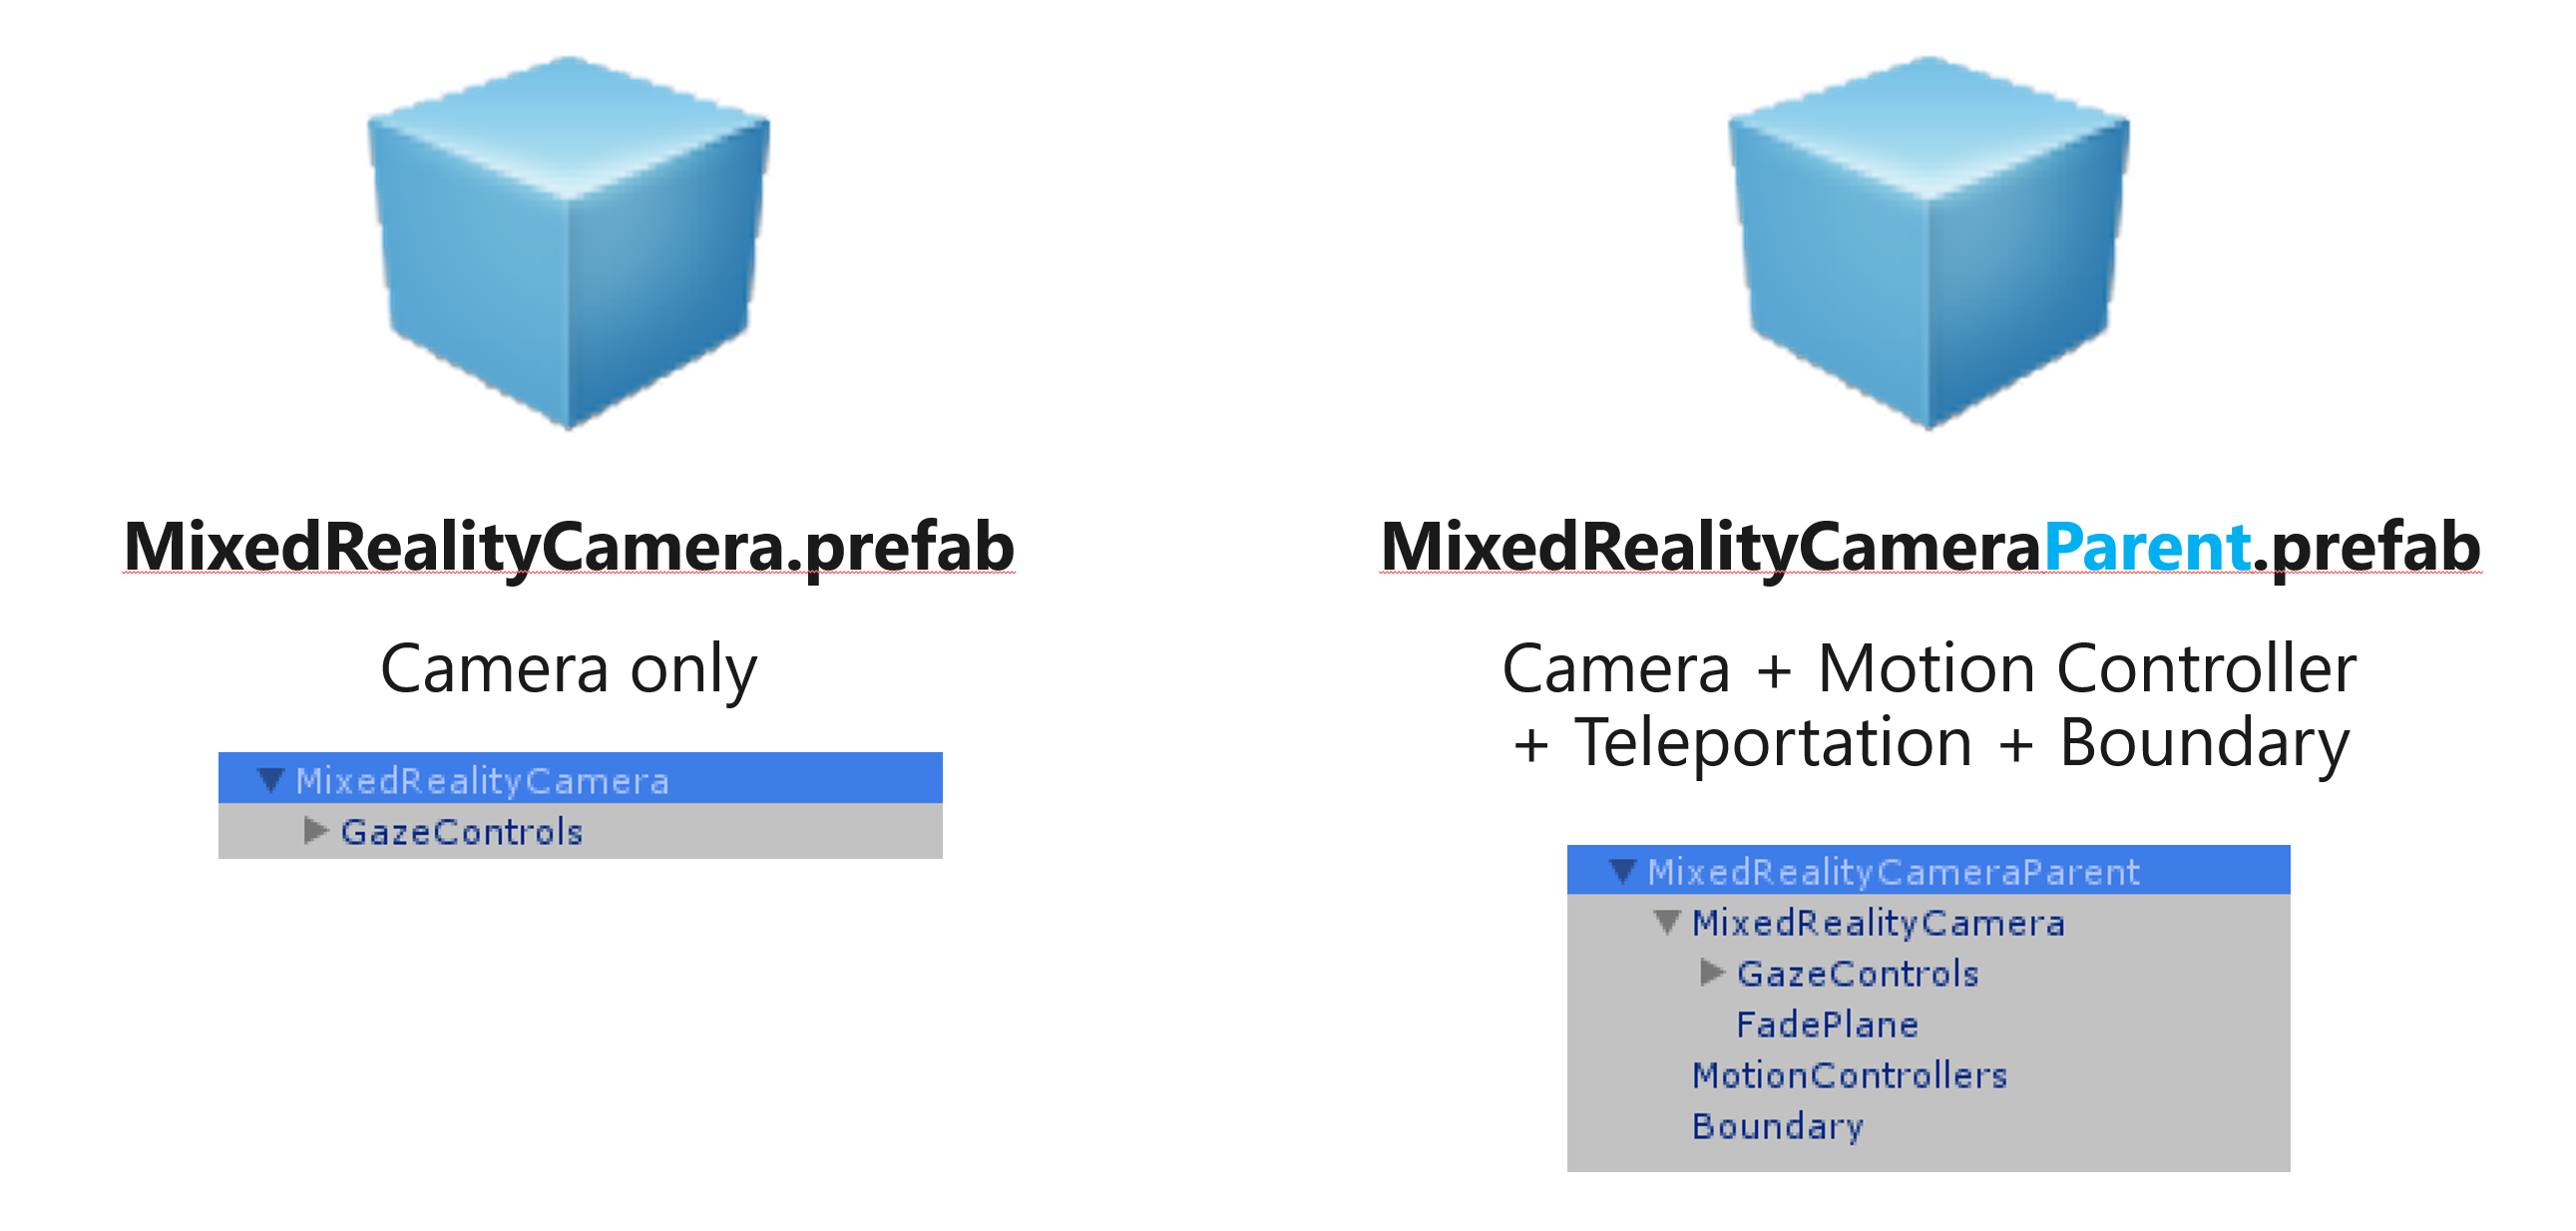 MixedRealityCamera.prefab
Camera only
MixedRealityCamera
GazeControls
MixedRealityCameraParent.prefab
Camera + Motion Controller
+ Teleportation + Boundary
MixedRealityCameraParent
MixedRealityCamera
GazeControls
FadePlane
MotionControllers
Boundary